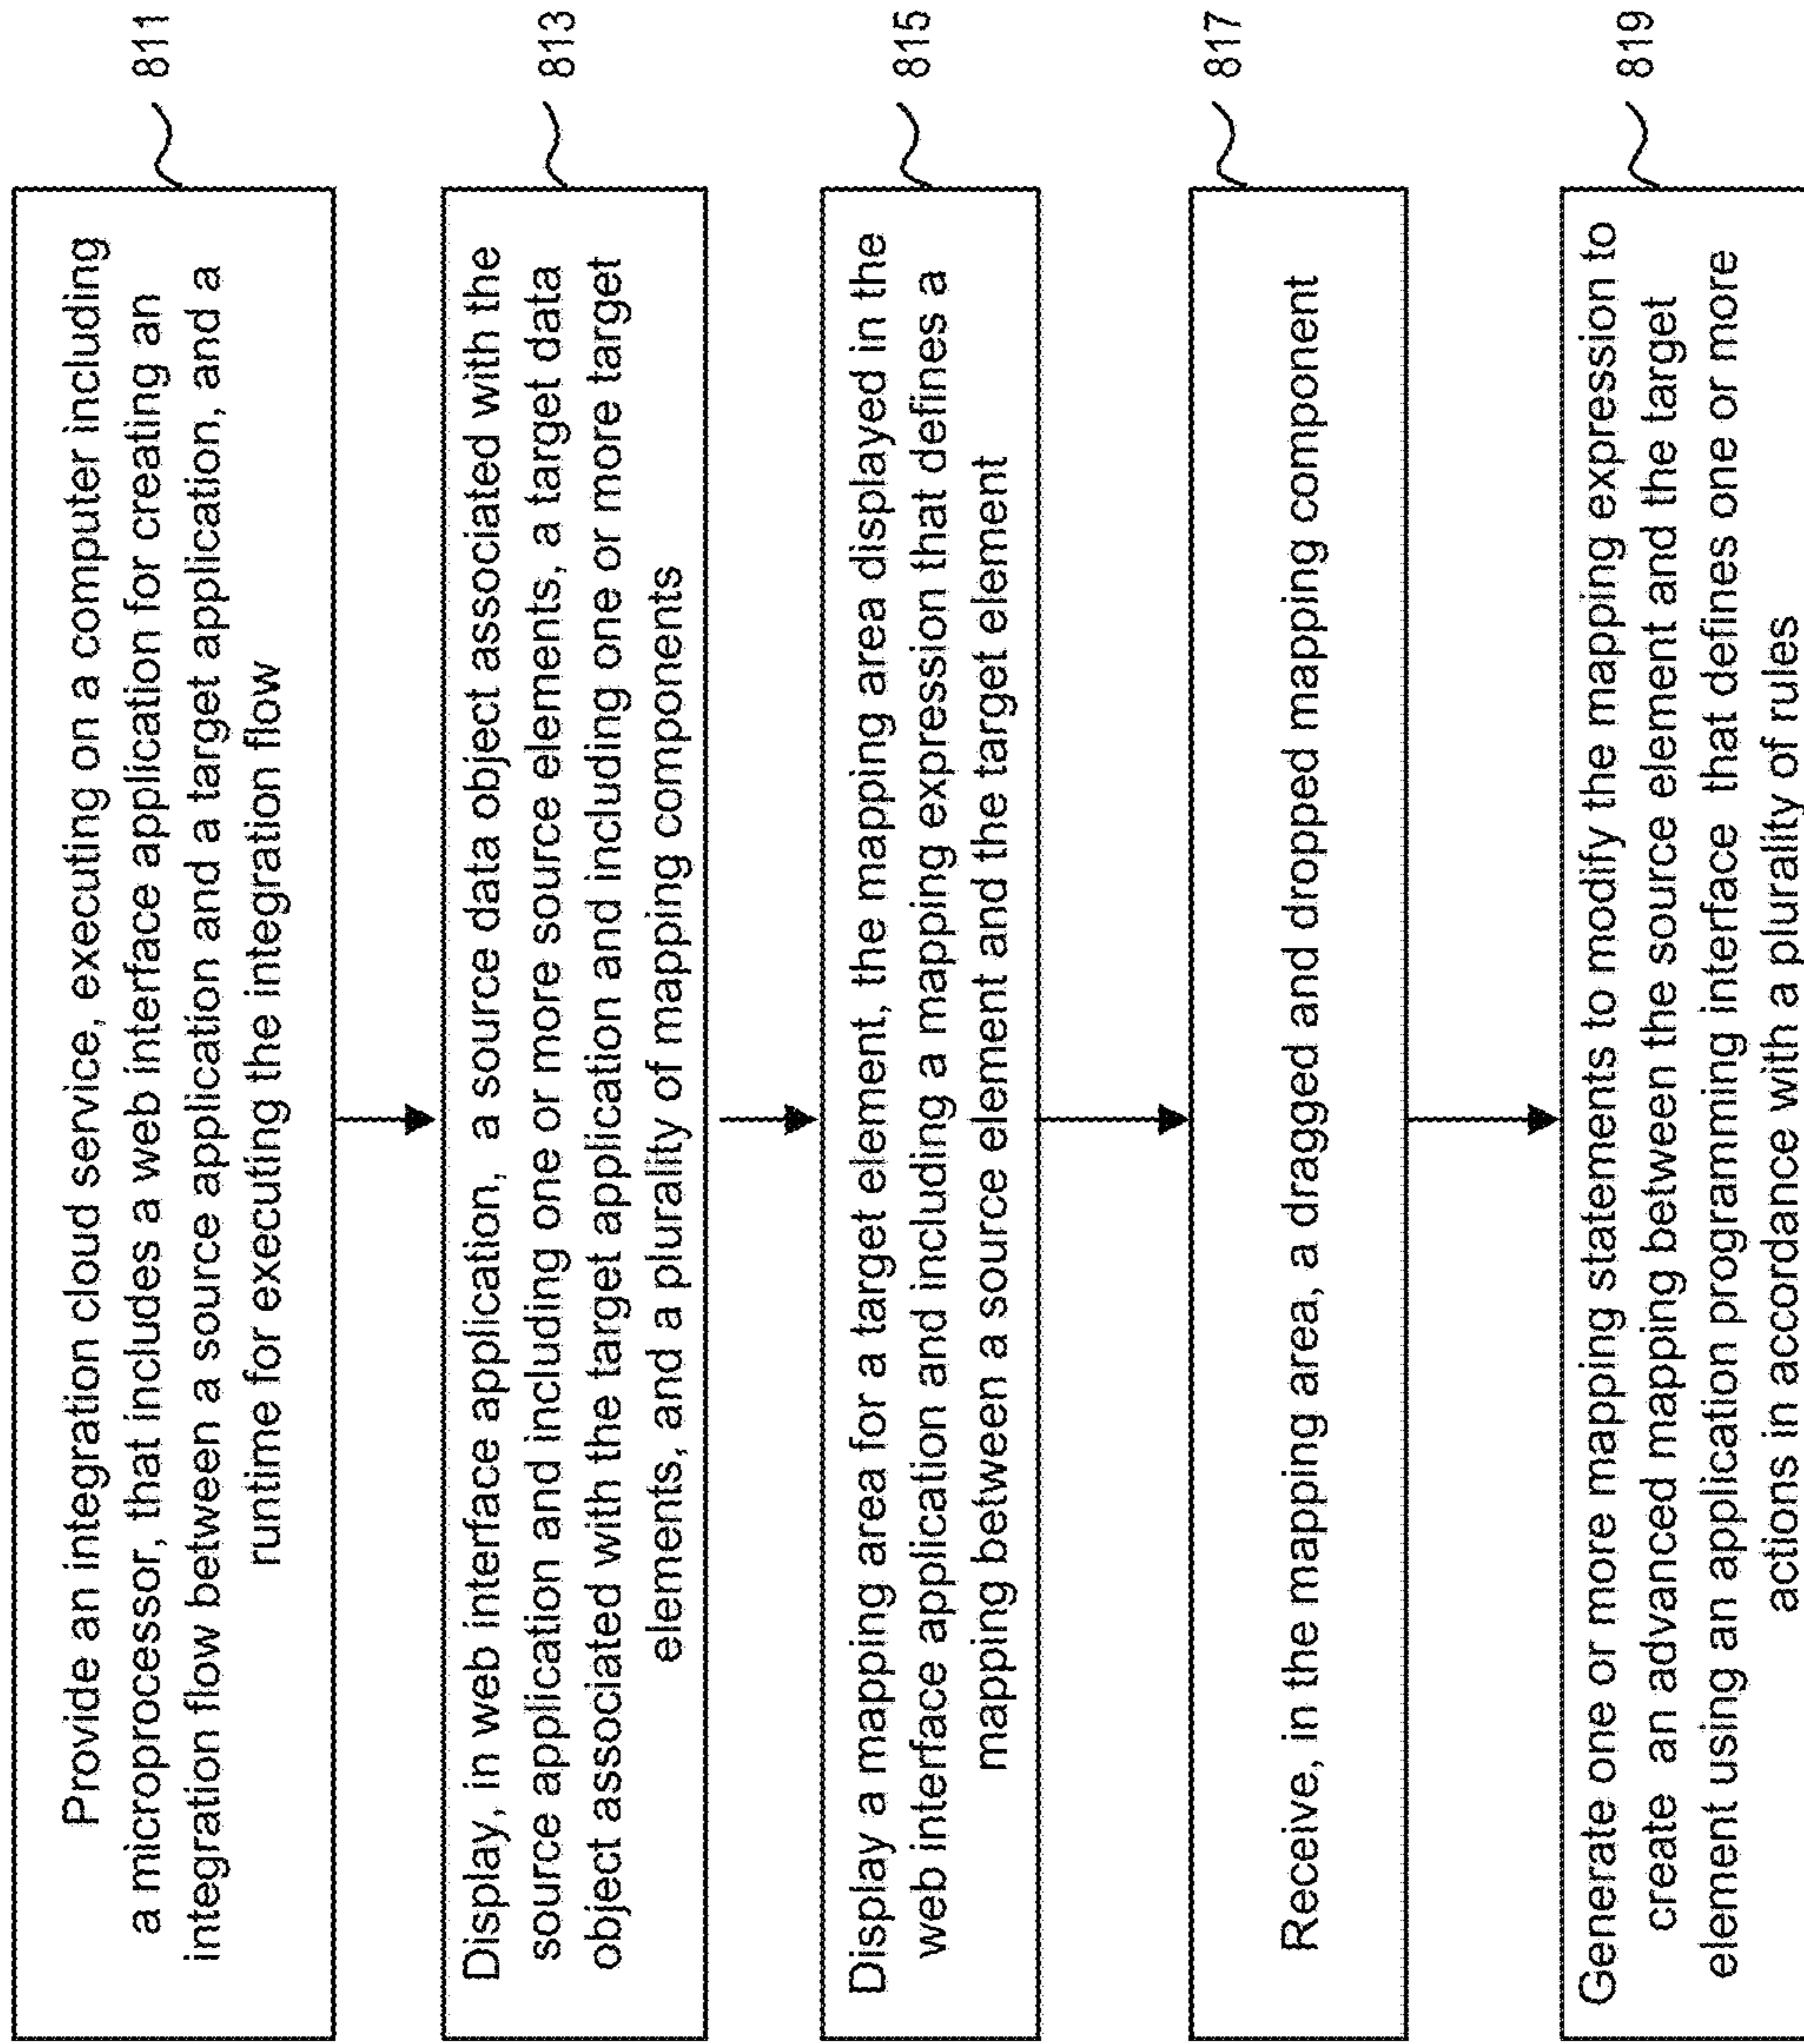 Provide an integration cloud service, executing on a computer including
a microprocessor, that includes a web interface application for creating an
integration flow between a source application and a target application, and a
runtime for executing the integration flow
811
Display, in web interface application, a source data object associated with the
source application and including one or more source elements, a target data
object associated with the target application and including one or more target
elements, and a plurality of mapping components
813
Display a mapping area for a target element, the mapping area displayed in the
web interface application and including a mapping expression that defines a
mapping between a source element and the target element
815
Receive, in the mapping area, a dragged and dropped mapping component
817
Generate one or more mapping statements to modify the mapping expression to
create an advanced mapping between the source element and the target
element using an application programming interface that defines one or more
actions in accordance with a plurality of rules
819